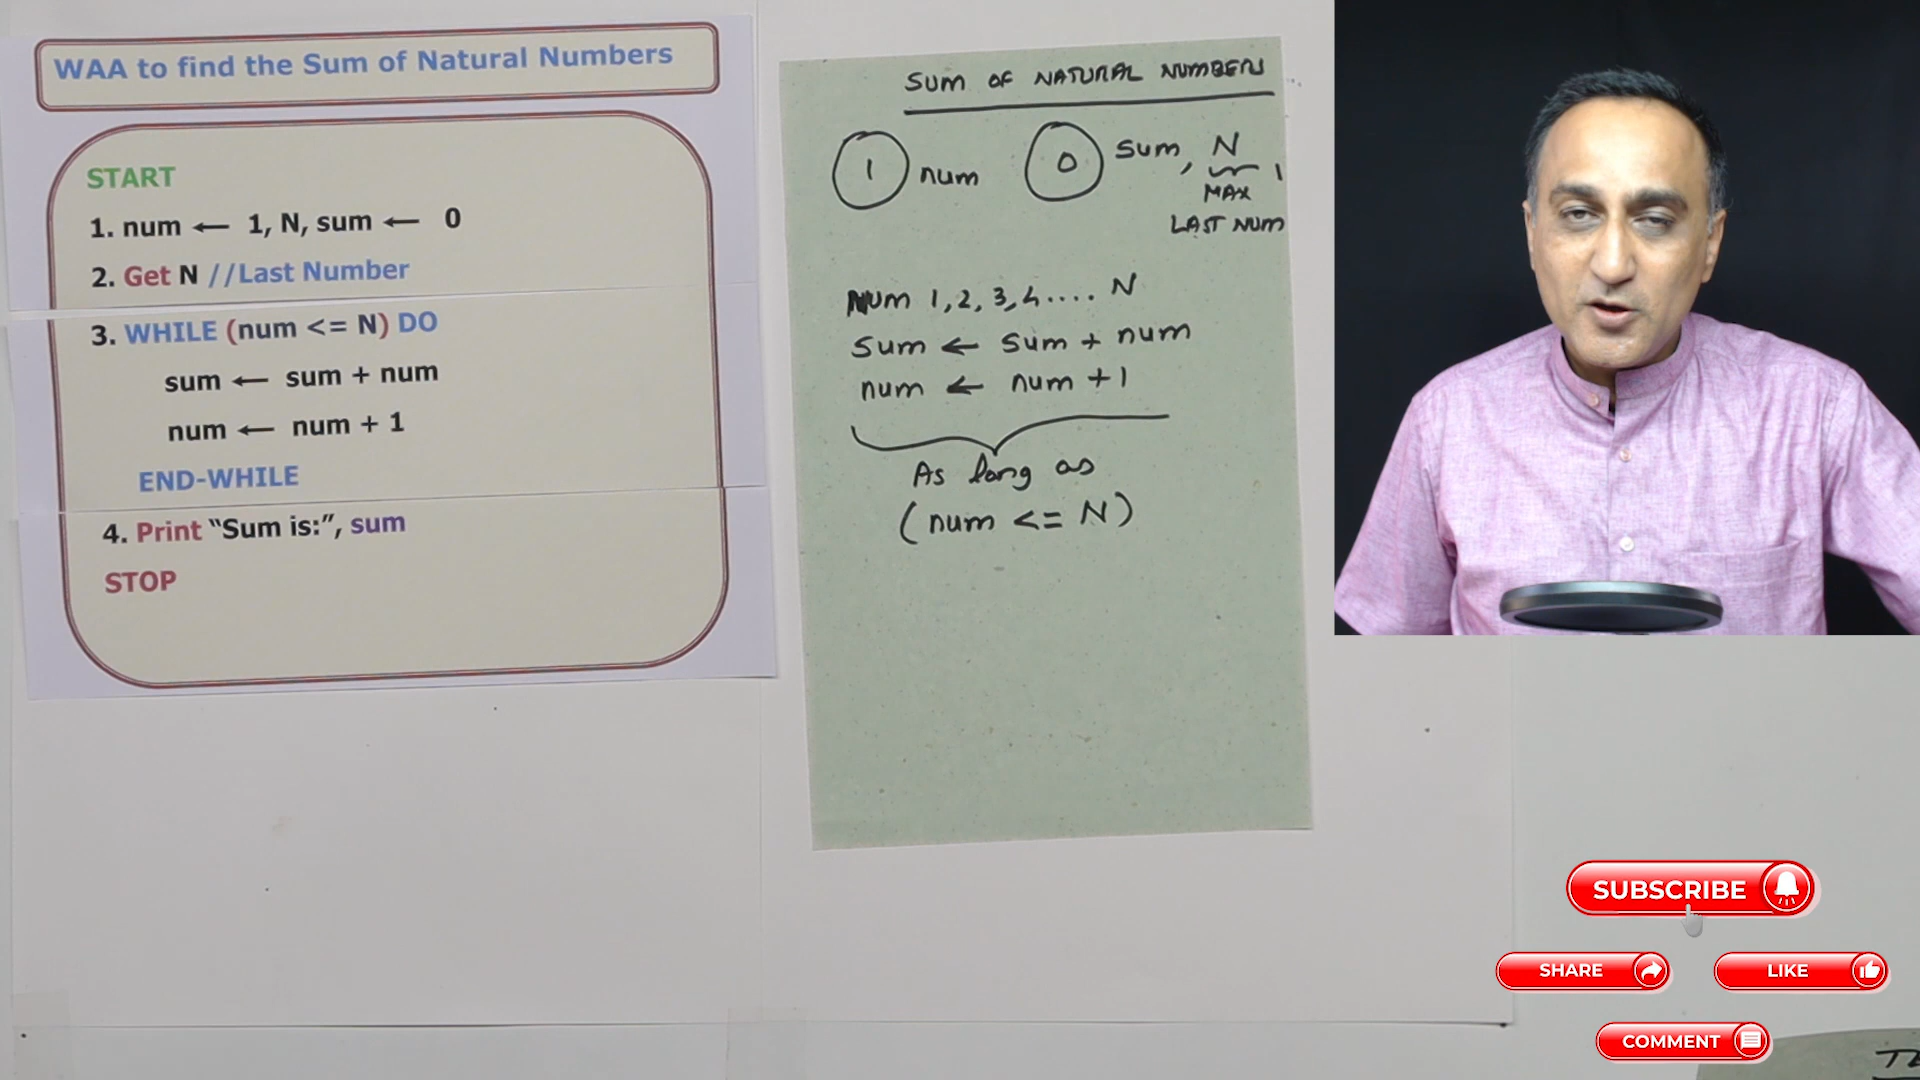 WAA to find the Sum of Natural Numbers
START
1. num ← 1, N, sum ← 0
2. Get N //Last Number
3. WHILE (num <= N) DO
sum ← sum + num
num ← num + 1
END-WHILE
4. Print “Sum is:”, sum
STOP
SUM OF NATURAL NUMBERS
1 num 0 sum, N
MAX
LAST NUM
NUM 1, 2, 3, 4.... N
Sum ← sum + num
num ← num + 1
As long as
(num <= N)
SUBSCRIBE
SHARE
LIKE
COMMENT